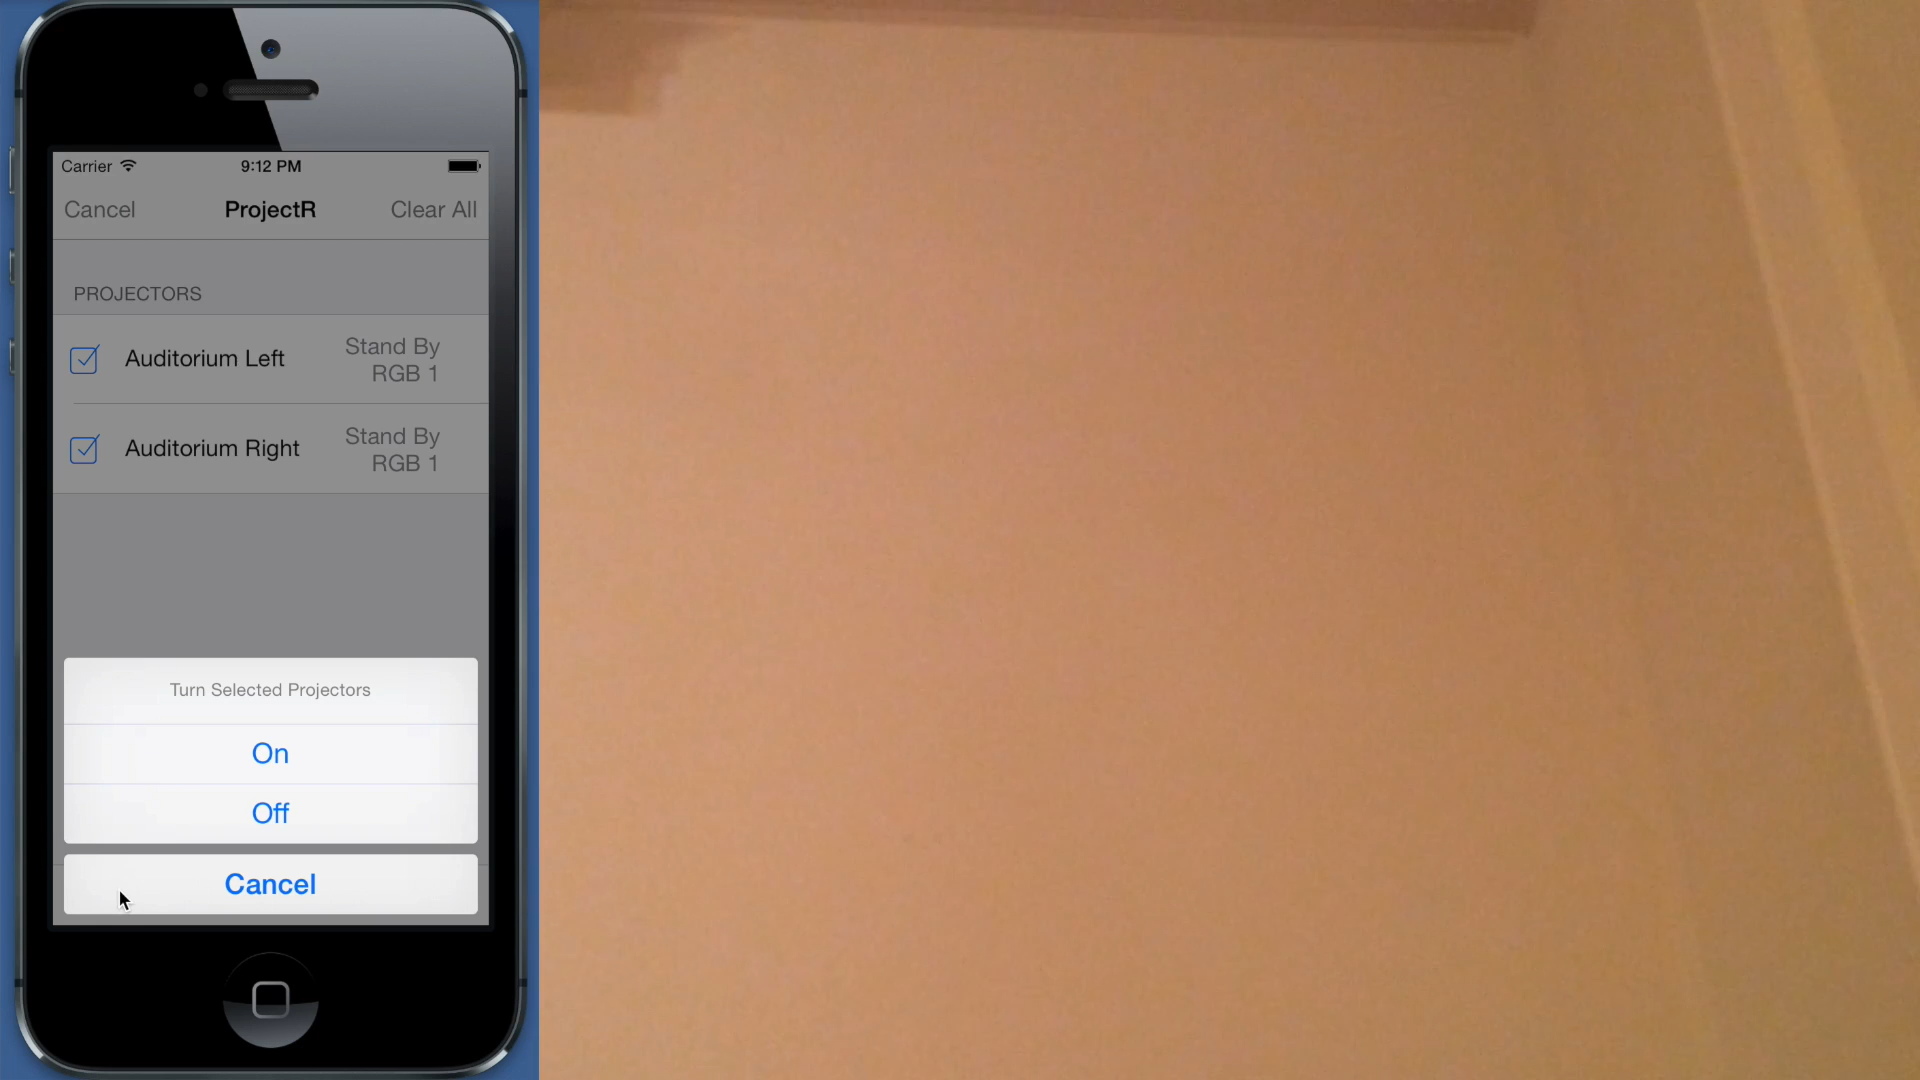 Carrier 9:12 PM
Cancel ProjectR Clear All
PROJECTORS
Auditorium Left Stand By
RGB 1
Auditorium Right Stand By
RGB 1
Turn Selected Projectors
On
Off
Cancel